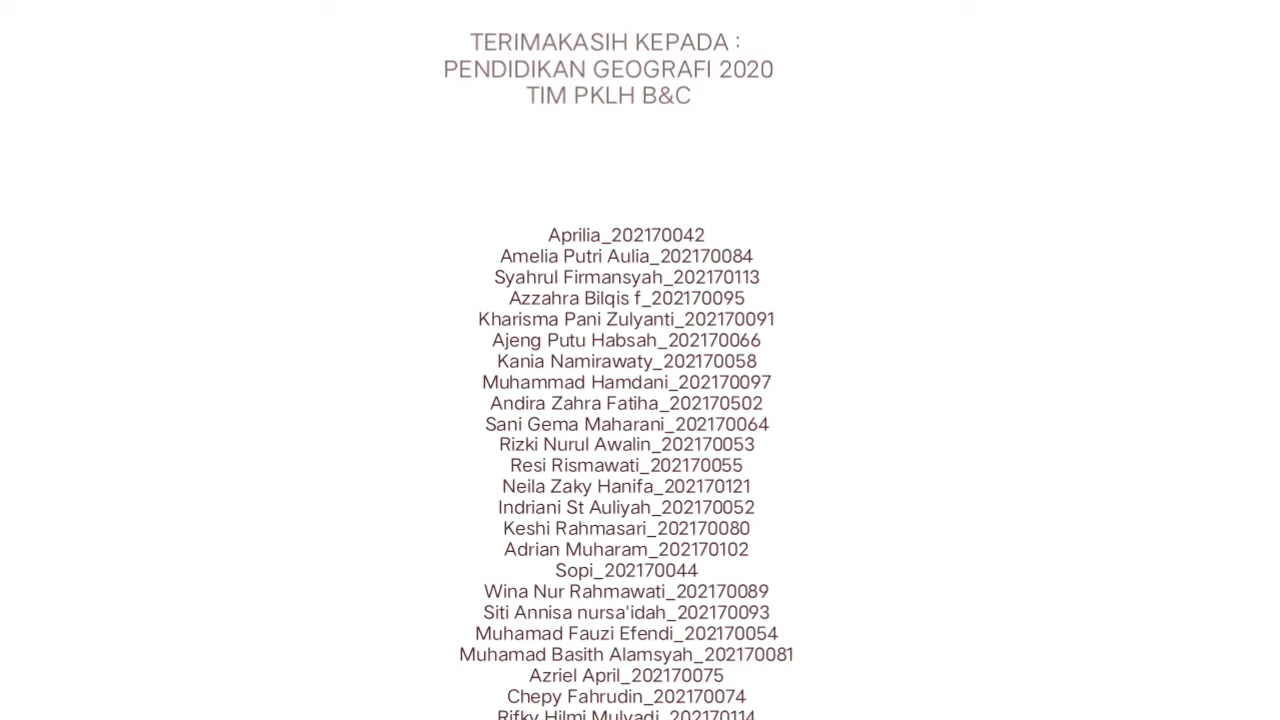 TERIMAKASIH KEPADA :
PENDIDIKAN GEOGRAFI 2020
TIM PKLH B&C
Aprilia_202170042
Amelia Putri Aulia_202170084
Syahrul Firmansyah_202170113
Azzahra Bilqis f_202170095
Kharisma Pani Zulyanti_202170091
Ajeng Putu Habsah_202170066
Kania Namirawaty_202170058
Muhammad Hamdani_202170097
Andira Zahra Fatiha_202170502
Sani Gema Maharani_202170064
Rizki Nurul Awalin_202170053
Resi Rismawati_202170055
Neila Zaky Hanifa_202170121
Indriani St Auliyah_202170052
Keshi Rahmasari_202170080
Adrian Muharam_202170102
Sopi_202170044
Wina Nur Rahmawati_202170089
Siti Annisa nursa'idah_202170093
Muhamad Fauzi Efendi_202170054
Muhamad Basith Alamsyah_202170081
Azriel April_202170075
Chepy Fahrudin_202170074
Rifky Hilmi Mulyadi_202170114